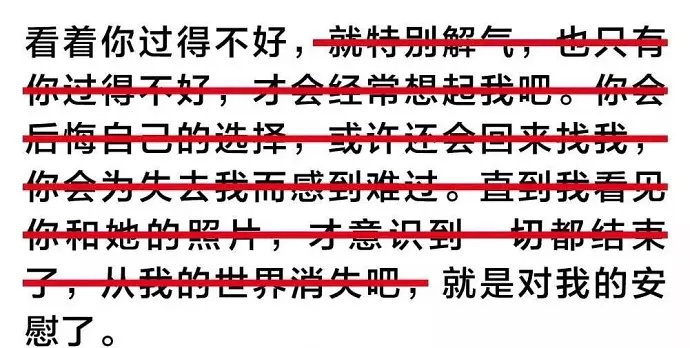 看着你过得不好，就特别解气，也只有
你过得不好，才会经常想起我吧。你会
后悔自己的选择，或许还会回来找我，
你会为失去我而感到难过。直到我看见
你和她的照片，才意识到一切都结束
了，从我的世界消失吧，就是对我的安
慰了。